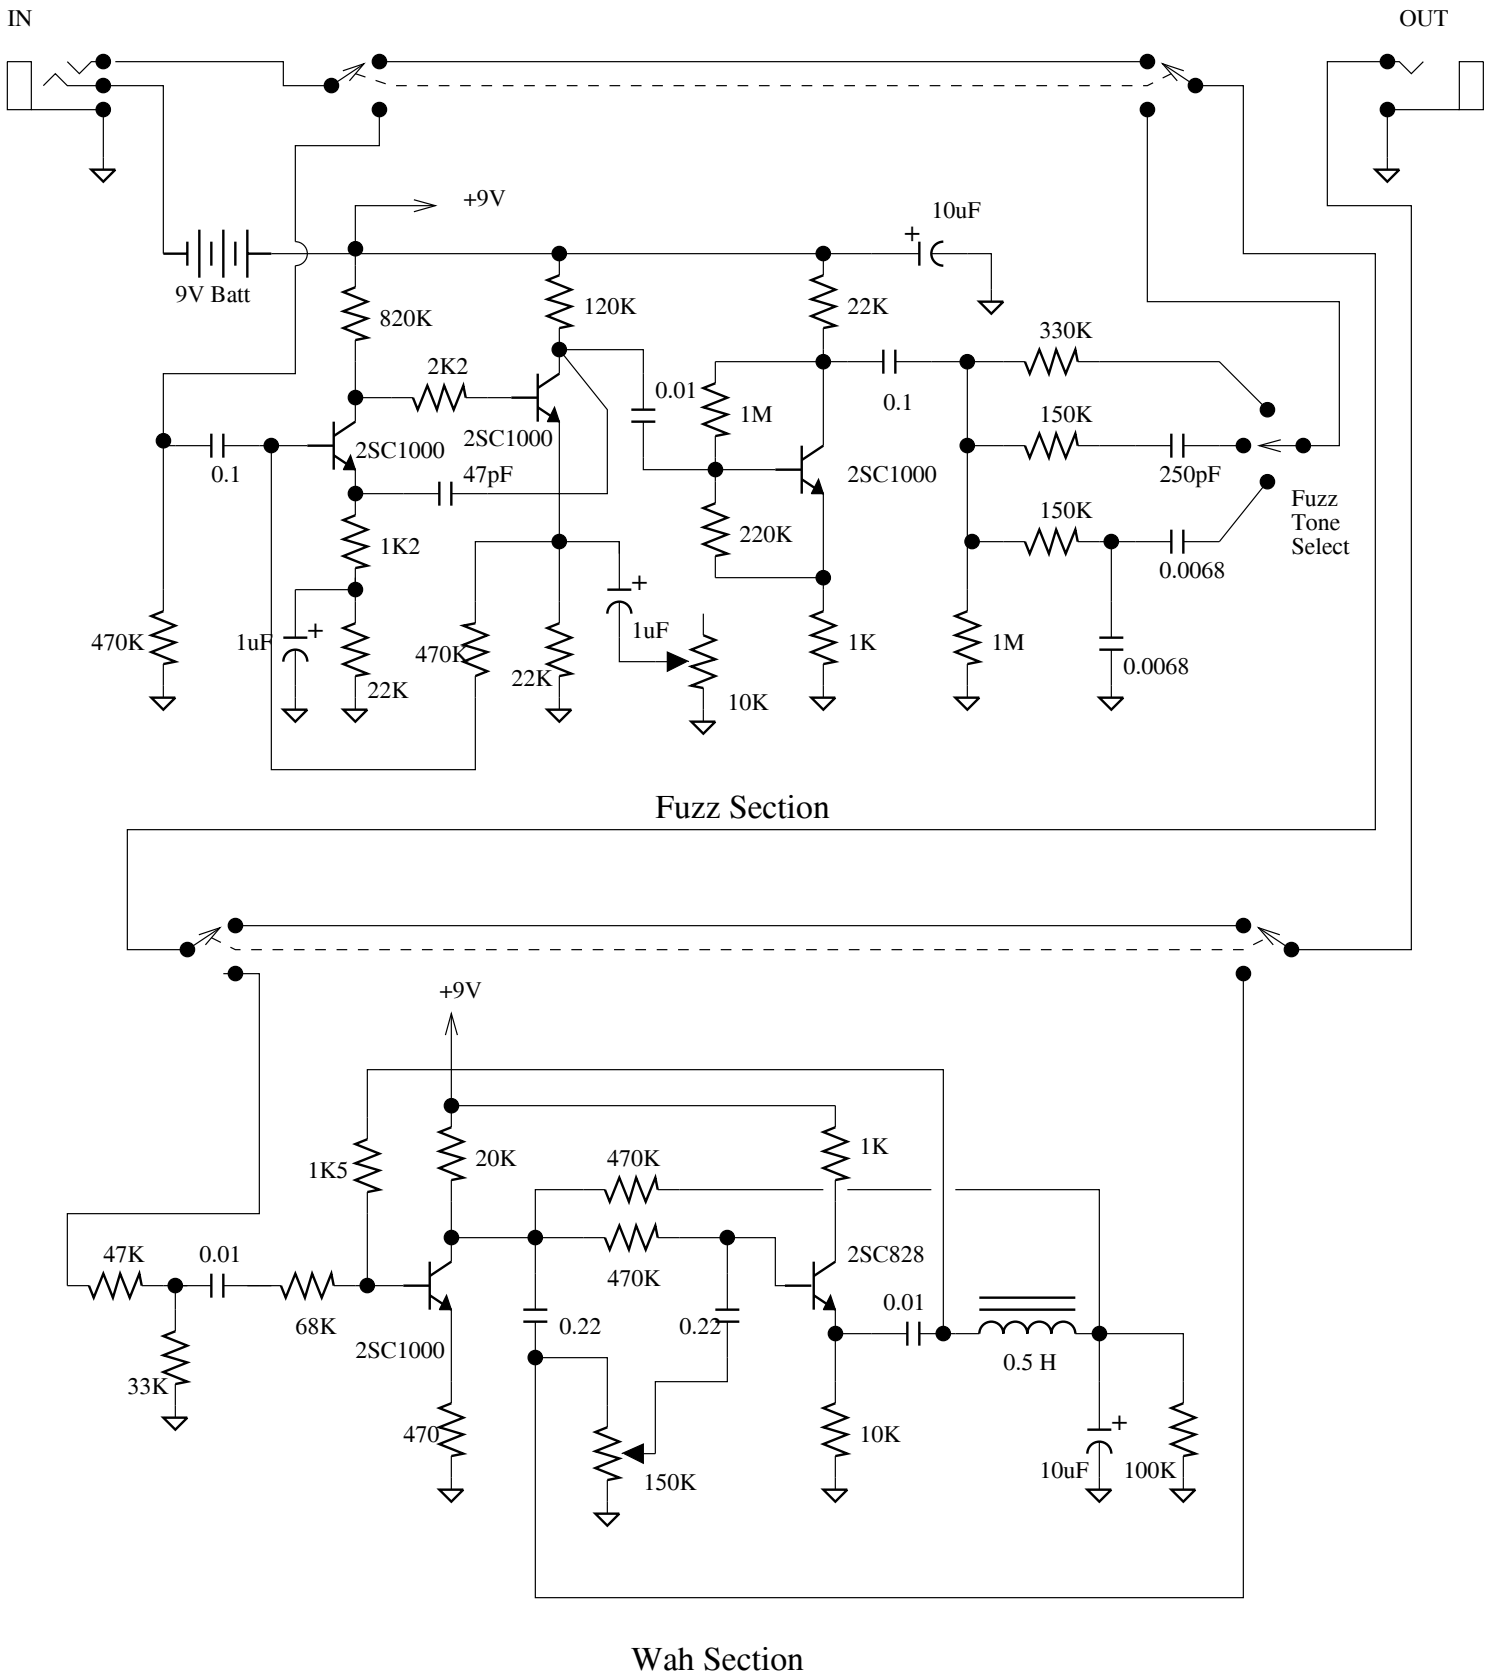 IN
OUT
+9V
10uF
+
9V Batt
820K
120K
22K
330K
2K2
0.01
1M
0.1
150K
2SC1000
2SC1000
0.1
47pF
2SC1000
250pF
Fuzz
Tone
Select
150K
1K2
220K
0.0068
+
470K
1uF
+
1uF
470K
1K
1M
0.0068
22K
22K
10K
Fuzz Section
+9V
1K5
20K
470K
1K
47K
0.01
470K
2SC828
68K
2SC1000
0.22
0.22
0.01
0.5 H
33K
470
150K
10K
+
10uF
100K
Wah Section